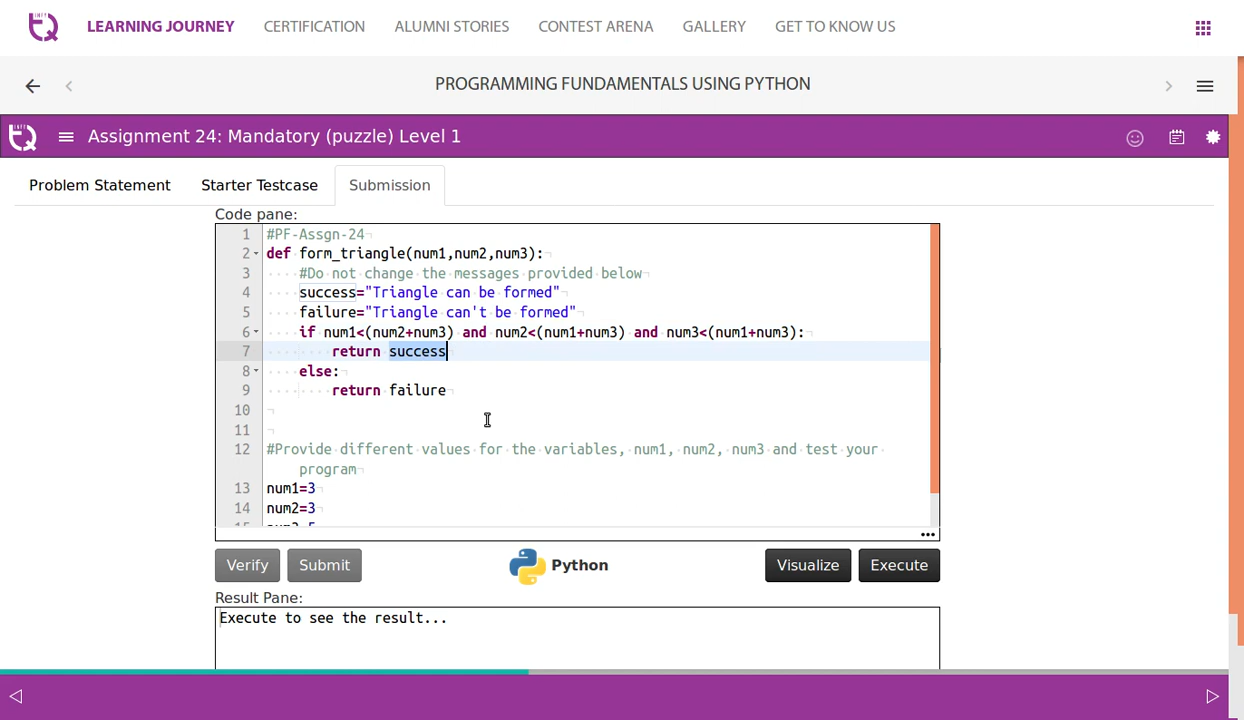 LEARNING JOURNEY CERTIFICATION ALUMNI STORIES CONTEST ARENA GALLERY GET TO KNOW US
PROGRAMMING FUNDAMENTALS USING PYTHON
Assignment 24: Mandatory (puzzle) Level 1
Problem Statement Starter Testcase Submission
Code pane:
1 #PF-Assgn-24
2 def form_triangle(num1,num2,num3):
3 #Do not change the messages provided below
4 success="Triangle can be formed"
5 failure="Triangle can't be formed"
6 if num1<(num2+num3) and num2<(num1+num3) and num3<(num1+num3):
7 return success
8 else:
9 return failure
10
11
12 #Provide different values for the variables, num1, num2, num3 and test your
program
13 num1=3
14 num2=3
Verify Submit Python Visualize Execute
Result Pane:
Execute to see the result...